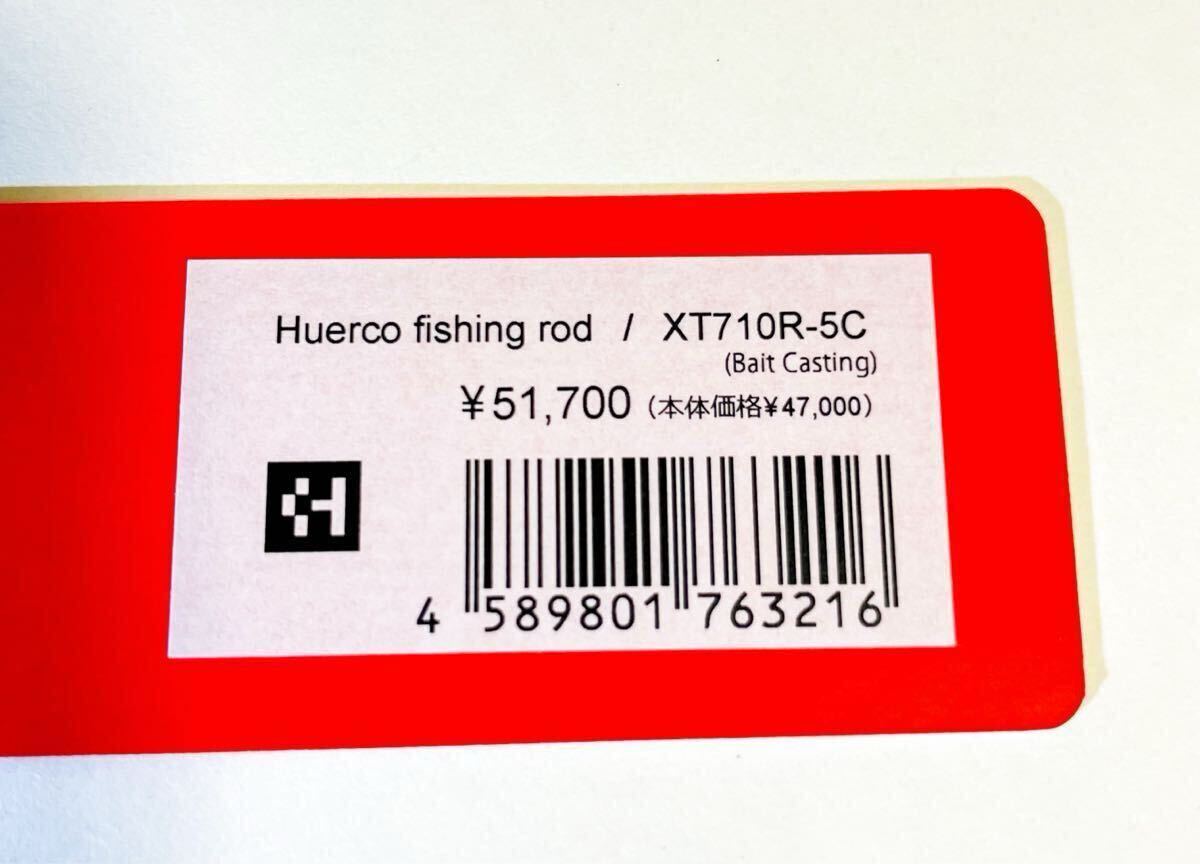 Huerco fishing rod / XT710R-5C
(Bait Casting)
¥51,700（本体価格¥47,000）
4 589801 763216